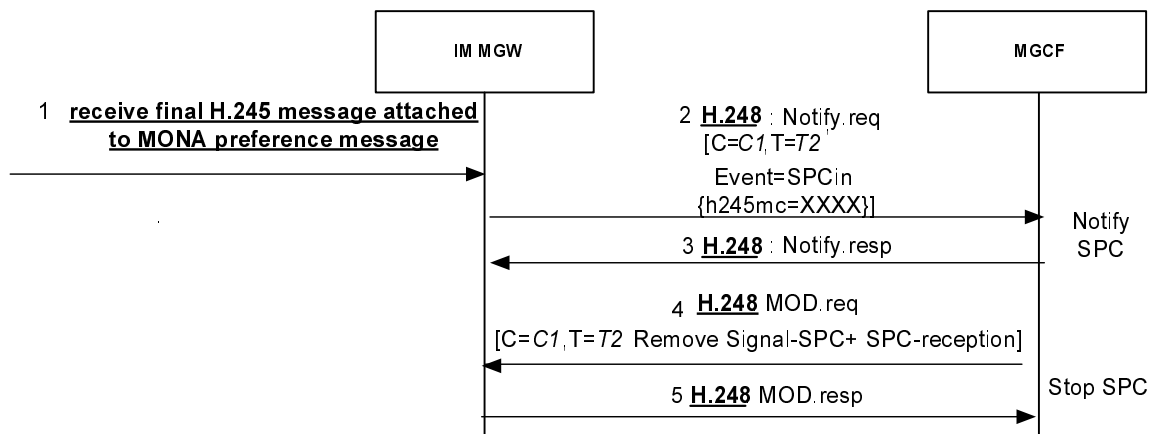 IM MGW
MGCF
1 receive final H.245 message attached
to MONA preference message
2 H.248 : Notify.req
[C=C1,T=T2
Event=SPCin
{h245mc=XXXX}]
Notify
SPC
3 H.248 : Notify.resp
4 H.248 MOD.req
[C=C1,T=T2 Remove Signal-SPC+ SPC-reception]
Stop SPC
5 H.248 MOD.resp